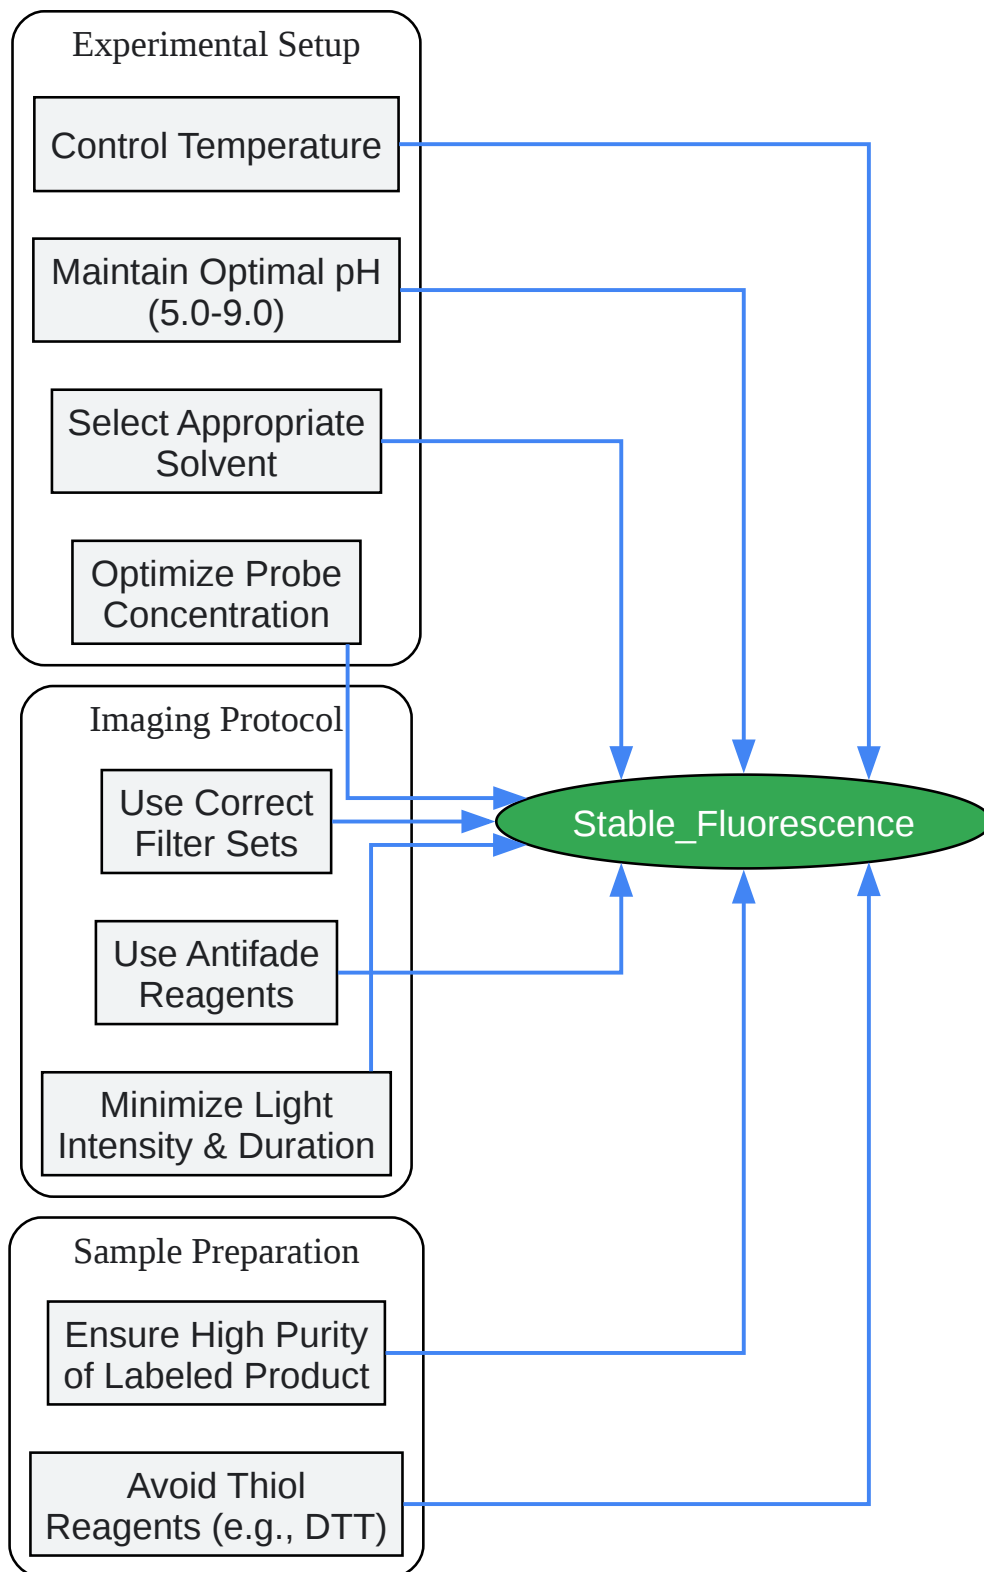 Experimental Setup
Control Temperature
Maintain Optimal pH
(5.0-9.0)
Select Appropriate
Solvent
Optimize Probe
Concentration
Imaging Protocol
Use Correct
Filter Sets
Stable_Fluorescence
Use Antifade
Reagents
Minimize Light
Intensity & Duration
Sample Preparation
Ensure High Purity
of Labeled Product
Avoid Thiol
Reagents (e.g., DTT)